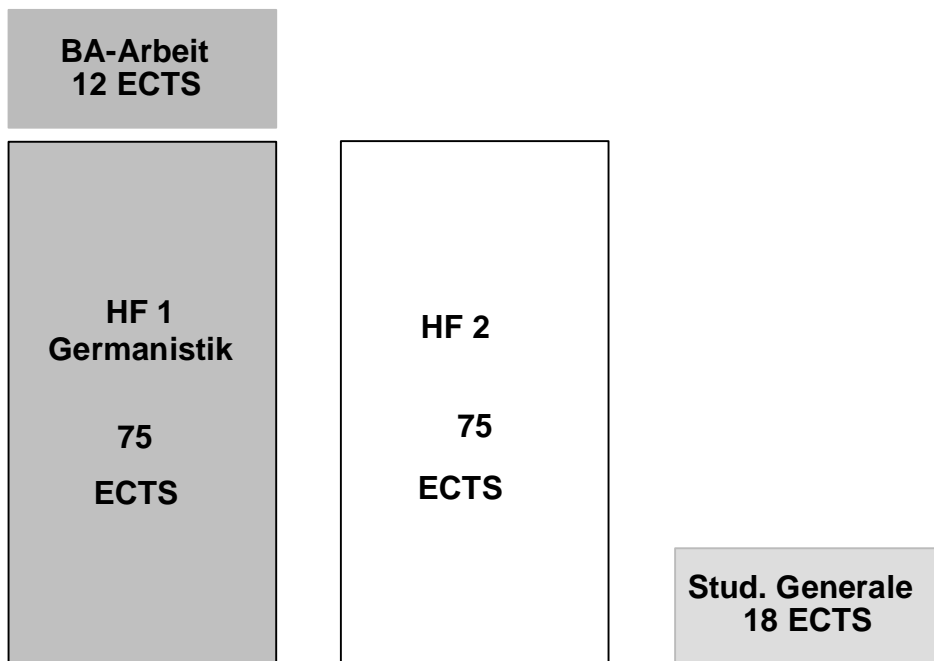 BA-Arbeit
12 ECTS
HF 1
Germanistik
75
ECTS
HF 2
75
ECTS
Stud. Generale
18 ECTS